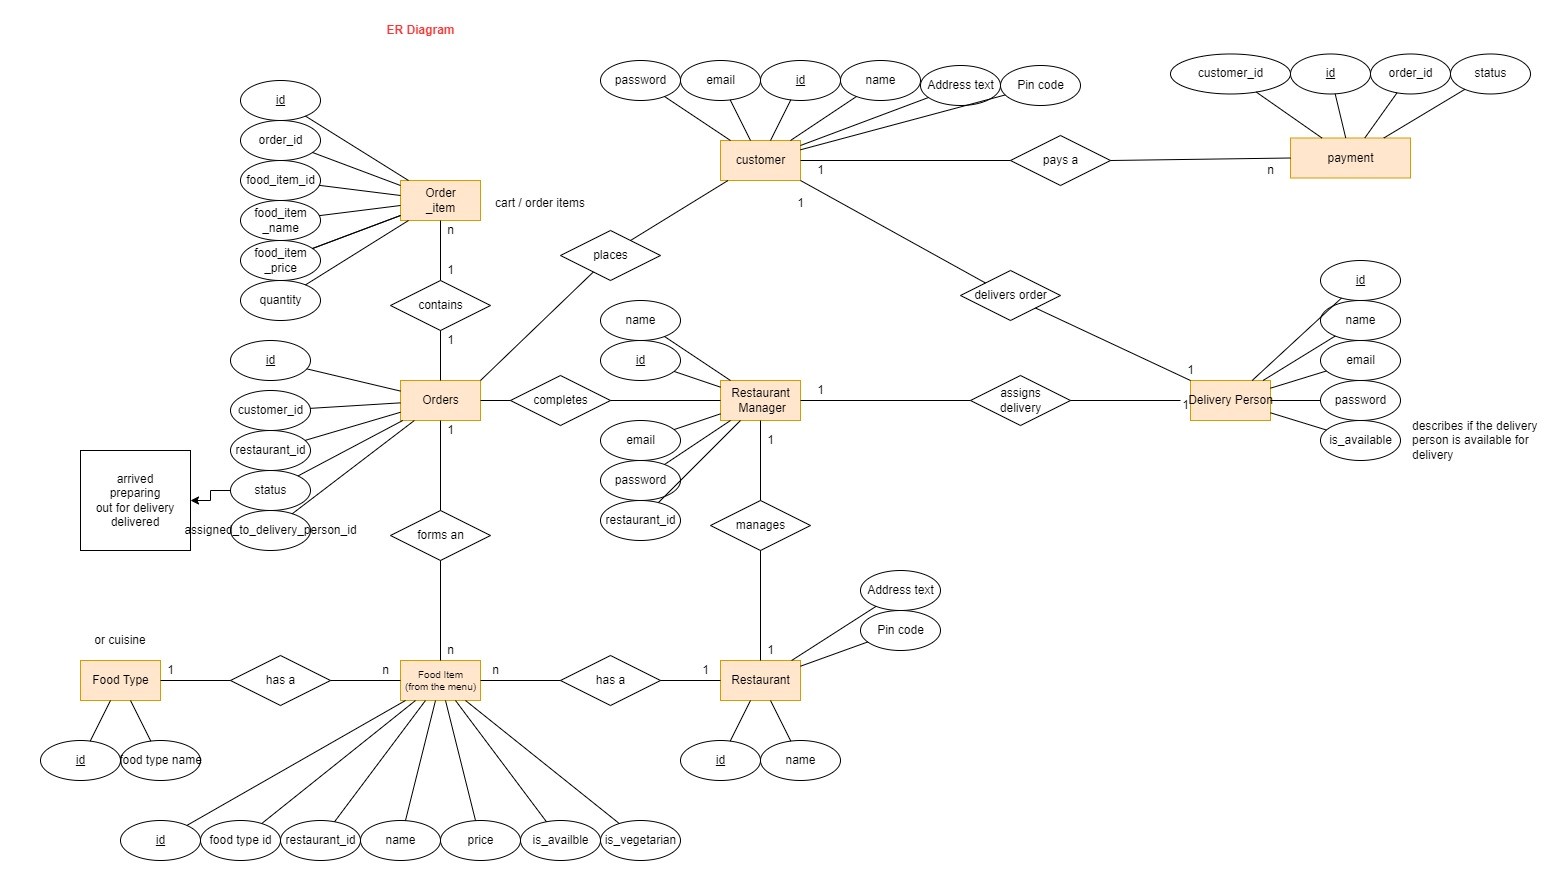 ER Diagram
password
email
id
name
Address text
Pin code
customer_id
id
order_id
status
id
order_id
food_item_id
food_item
_name
food_item
_price
quantity
Order
_item
cart / order items
n
1
contains
1
customer
1
pays a
n
payment
1
places
delivers order
1
id
name
email
password
is_available
describes if the delivery
person is available for
delivery
name
id
id
customer_id
restaurant_id
status
assigned_to_delivery_person_id
arrived
preparing
out for delivery
delivered
Orders
1
completes
Restaurant
Manager
1
assigns
delivery
1
Delivery Person
email
password
restaurant_id
1
manages
1
forms an
n
Address text
Pin code
or cuisine
Food Type
1
has a
n
Food Item
(from the menu)
n
has a
1
Restaurant
id
food type name
id
name
id
food type id
restaurant_id
name
price
is_availble
is_vegetarian